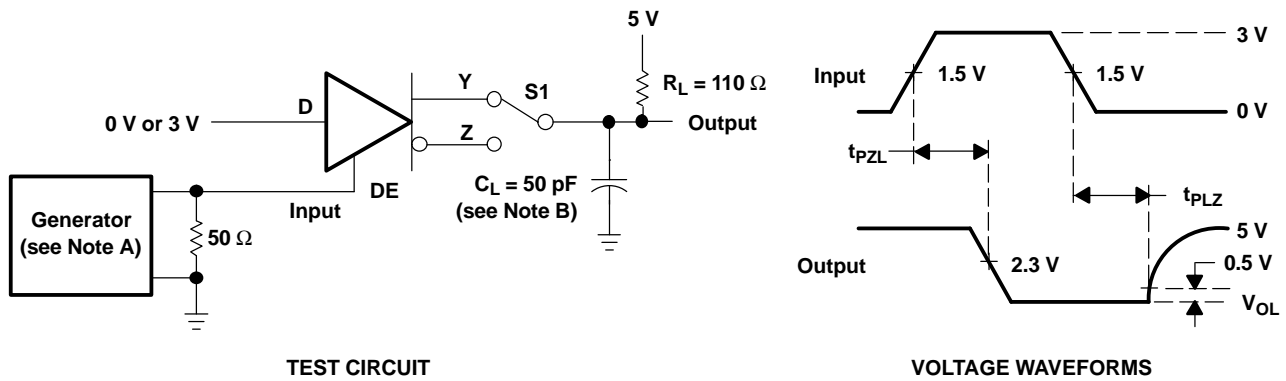 5 V
R_L = 110 Ω
Y
S1
D
0 V or 3 V
Z
Output
DE
Input
C_L = 50 pF
(see Note B)
Generator
(see Note A)
50 Ω
TEST CIRCUIT
3 V
Input
1.5 V
1.5 V
0 V
t_PZL
t_PLZ
5 V
Output
2.3 V
0.5 V
V_OL
VOLTAGE WAVEFORMS